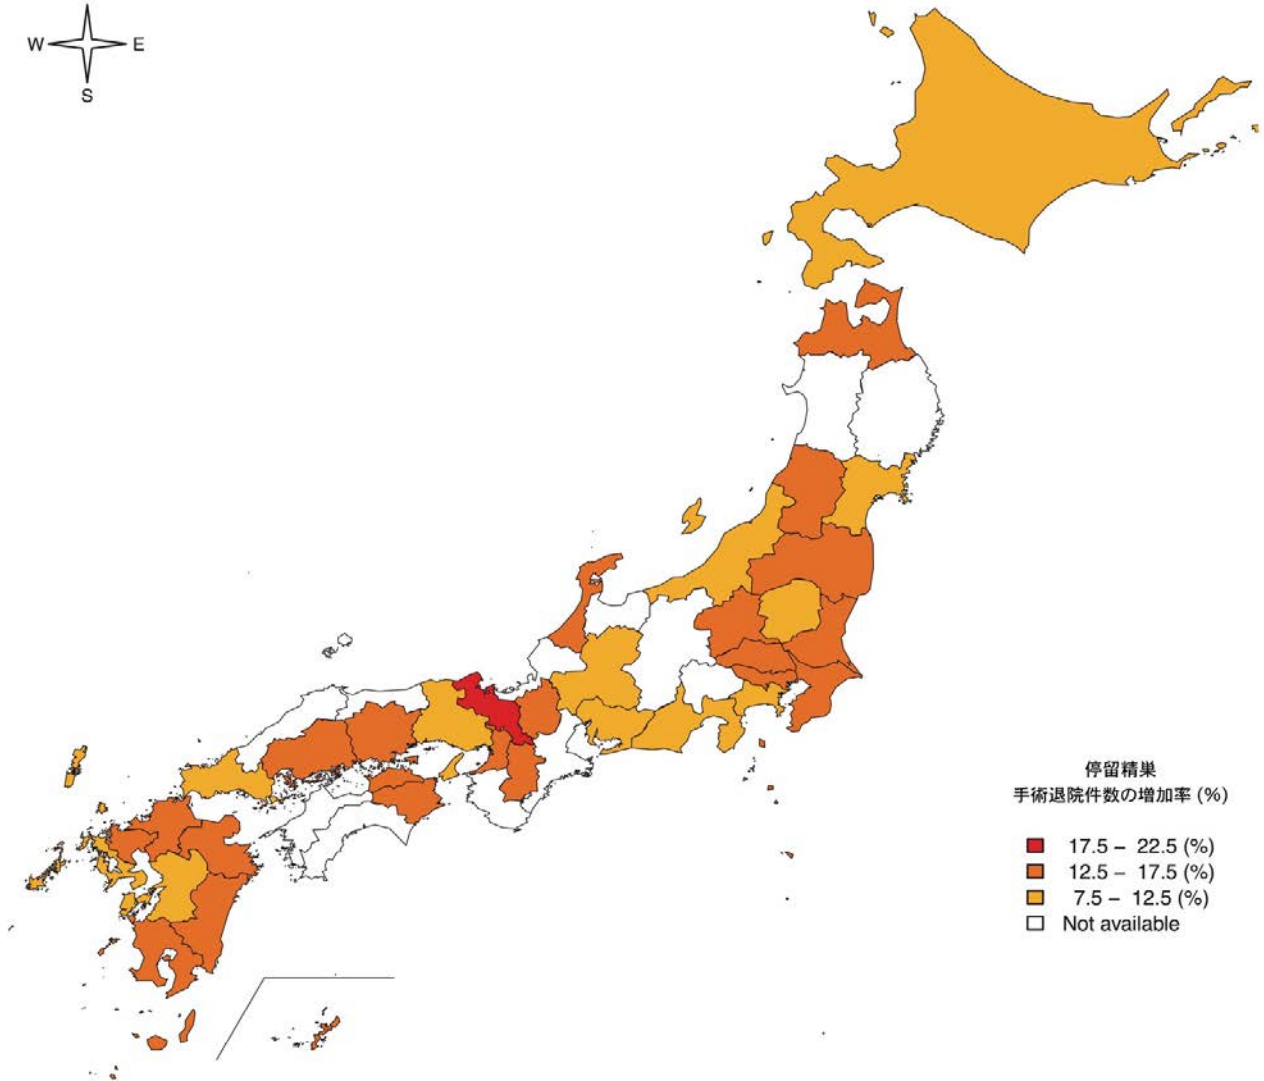 W E
S
停留精巣
手術退院件数の増加率 (%)
17.5 – 22.5 (%)
12.5 – 17.5 (%)
7.5 – 12.5 (%)
Not available